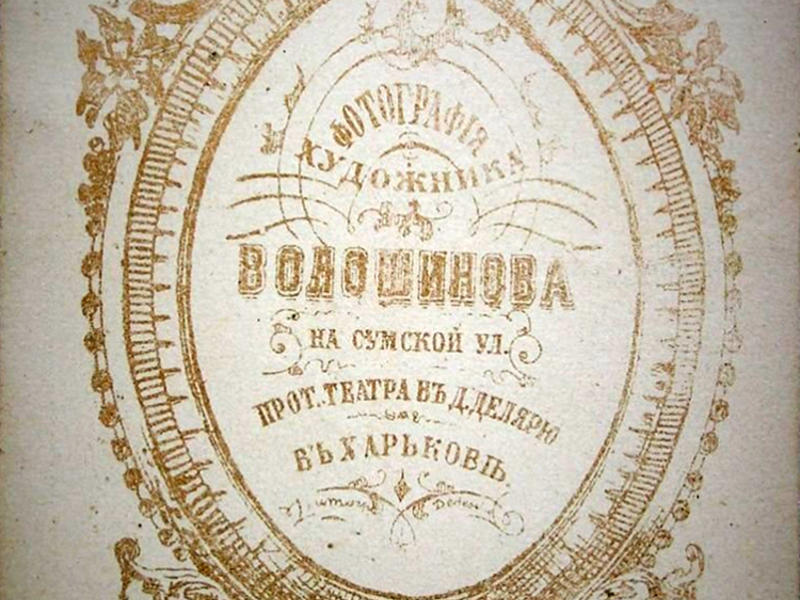 ФОТОГРАФІЯ
ХУДОЖНИКА
ВОЛОШИНОВА
НА СУМСКОЙ УЛ.
ПРОТ. ТЕАТРА ВЪ Д. ДЕЛЯРЮ
ВЪ ХАРЬКОВѢ.